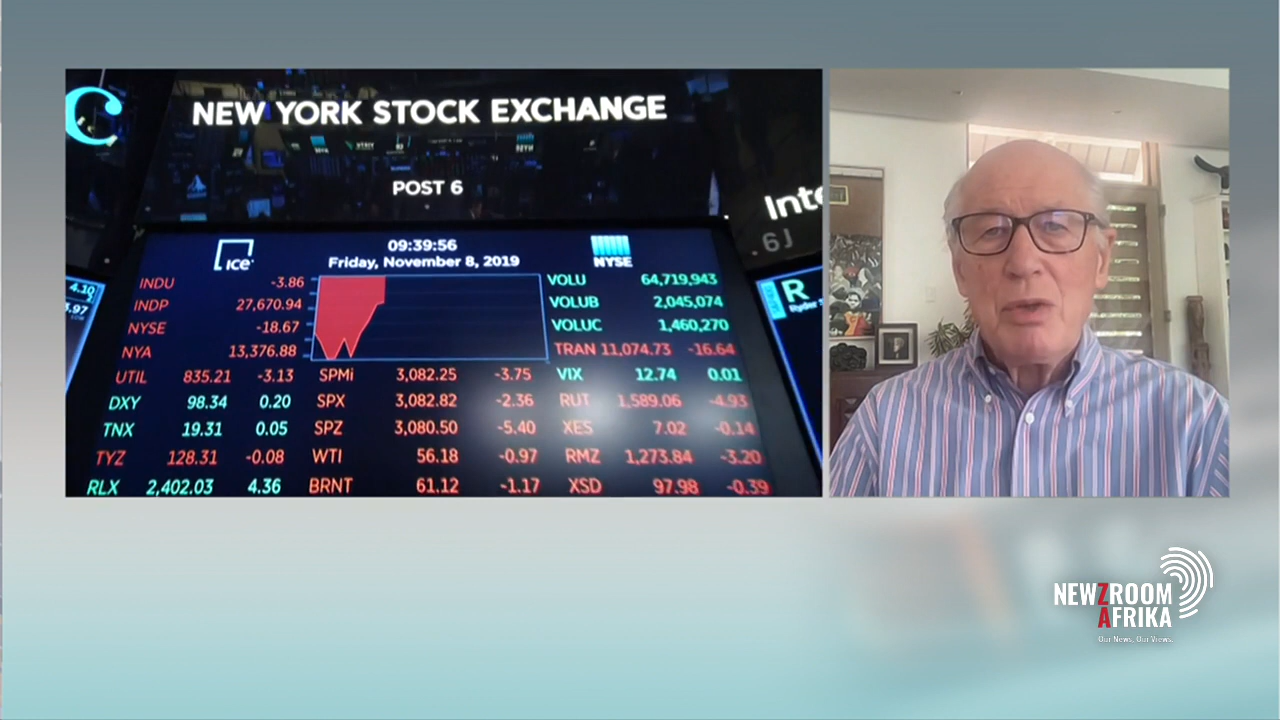 NEW YORK STOCK EXCHANGE
POST 6
Inte
6J
C
ice
09:39:56
Friday, November 8, 2019
NYSE
4.10
3.97
R
Ryder S
INDU -3.86
INDP 27,670.94
NYSE -18.67
NYA 13,376.88
VOLU 64,719,943
VOLUB 2,045,074
VOLUC 1,460,270
TRAN 11,074.73 -16.64
UTIL 835.21 -3.13 SPMi 3,082.25 -3.75 VIX 12.74 0.01
DXY 98.34 0.20 SPX 3,082.82 -2.36 RUT 1,589.06 -4.93
TNX 19.31 0.05 SPZ 3,080.50 -5.40 XES 7.02 -0.14
TYZ 128.31 -0.08 WTI 56.18 -0.97 RMZ 1,273.84 -3.20
RLX 2,402.03 4.36 BRNT 61.12 -1.17 XSD 97.98 -0.39
NEWZROOM
AFRIKA
Our News. Our Views.